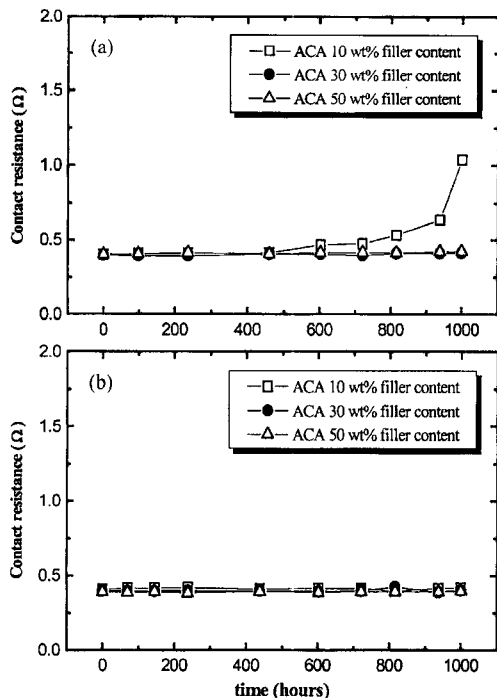 2.0
(a)
ACA 10 wt% filler content
ACA 30 wt% filler content
ACA 50 wt% filler content
1.5
1.0
0.5
0.0
Contact resistance (Ω)
0 200 400 600 800 1000
2.0
(b)
ACA 10 wt% filler content
ACA 30 wt% filler content
ACA 50 wt% filler content
1.5
1.0
0.5
0.0
Contact resistance (Ω)
0 200 400 600 800 1000
time (hours)